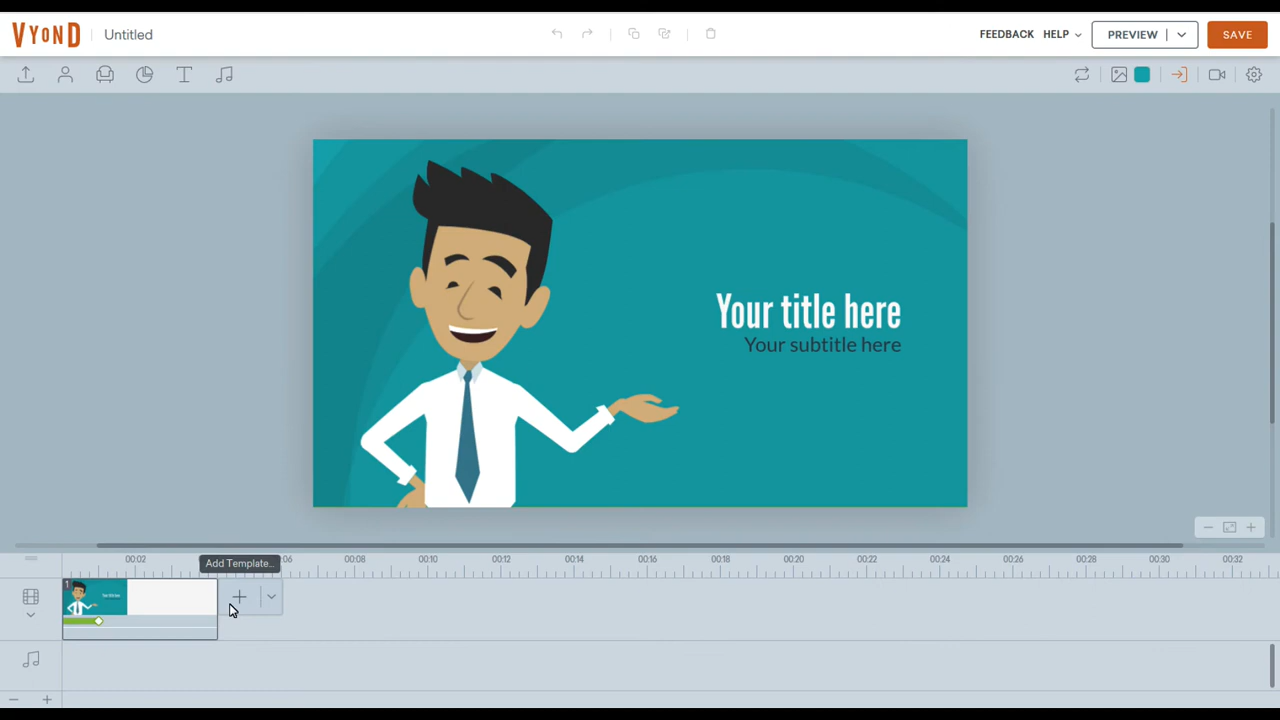 VYOND
Untitled
FEEDBACK
HELP
PREVIEW
SAVE
Your title here
Your subtitle here
Add Template...
00:02
:06
00:08
00:10
00:12
00:14
00:16
00:18
00:20
00:22
00:24
00:26
00:28
00:30
00:32
1